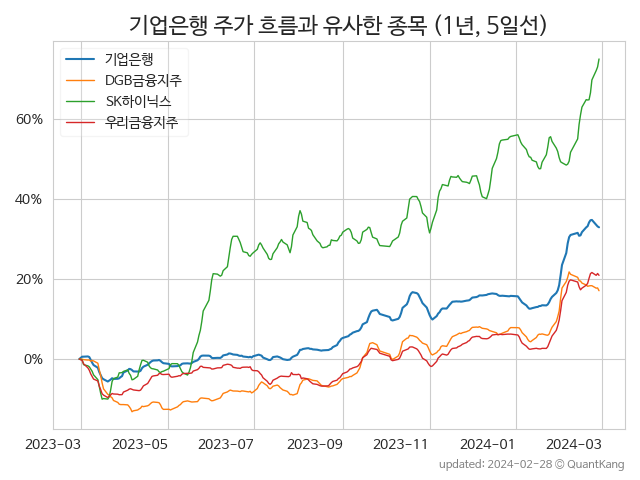 기업은행 주가 흐름과 유사한 종목 (1년, 5일선)
기업은행
DGB금융지주
SK하이닉스
우리금융지주
60%
40%
20%
0%
2023-03 2023-05 2023-07 2023-09 2023-11 2024-01 2024-03
updated: 2024-02-28 © QuantKang